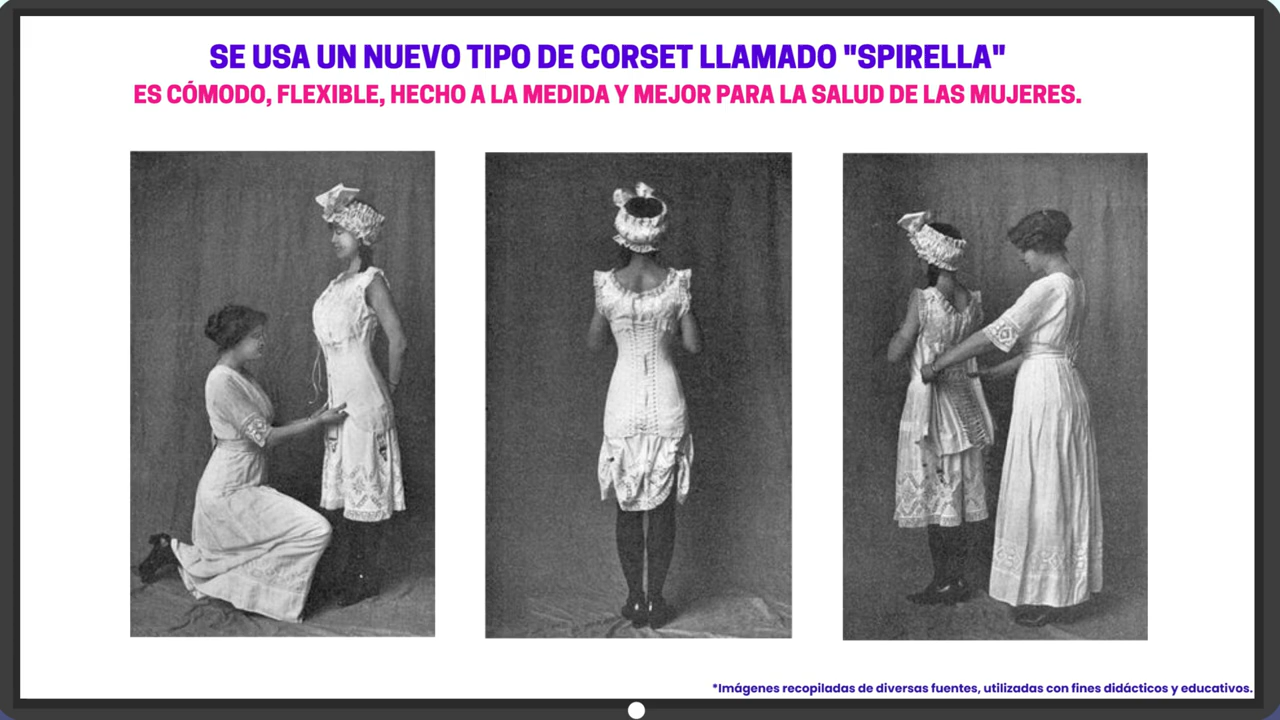 SE USA UN NUEVO TIPO DE CORSET LLAMADO "SPIRELLA"
ES CÓMODO, FLEXIBLE, HECHO A LA MEDIDA Y MEJOR PARA LA SALUD DE LAS MUJERES.
*Imágenes recopiladas de diversas fuentes, utilizadas con fines didácticos y educativos.